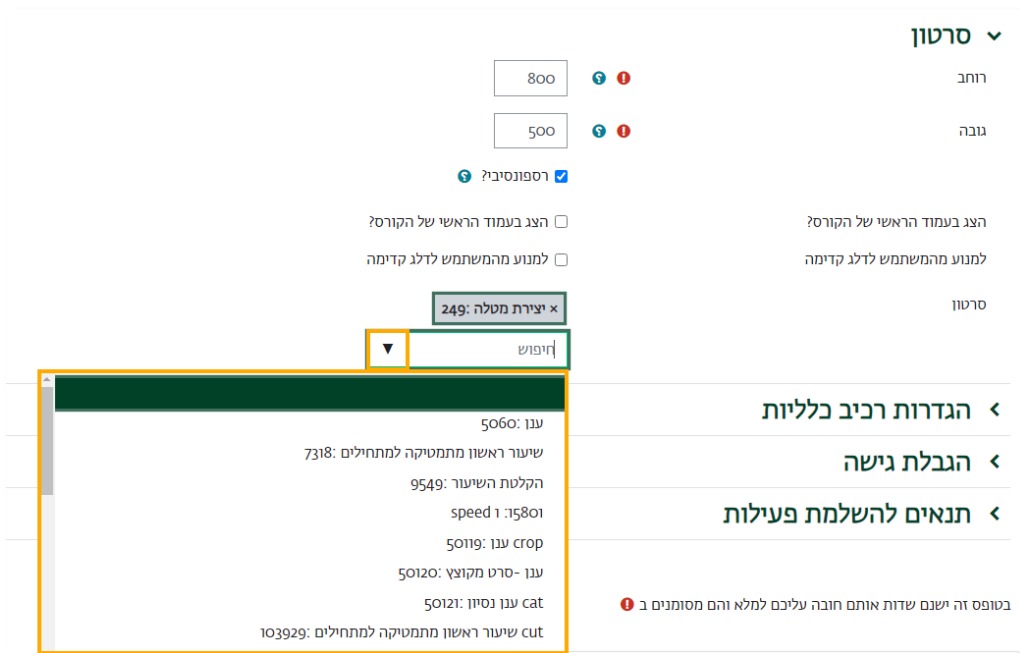 סרטון
רוחב
800
גובה
500
רספונסיבי?
הצג בעמוד הראשי של הקורס?
הצג בעמוד הראשי של הקורס?
למנוע מהמשתמש לדלג קדימה
למנוע מהמשתמש לדלג קדימה
סרטון
× יצירת מטלה :249
חיפוש ▼
ענן :5060
שיעור ראשון מתמטיקה למתחילים :7318
הקלטת השיעור :9549
15801: speed 1
crop ענן :50119
ענן -סרט מקוצץ :50120
cat ענן נסיון :50121
cut שיעור ראשון מתמטיקה למתחילים :103929
הגדרות רכיב כלליות
הגבלת גישה
תנאים להשלמת פעילות
בטופס זה ישנם שדות אותם חובה עליכם למלא והם מסומנים ב